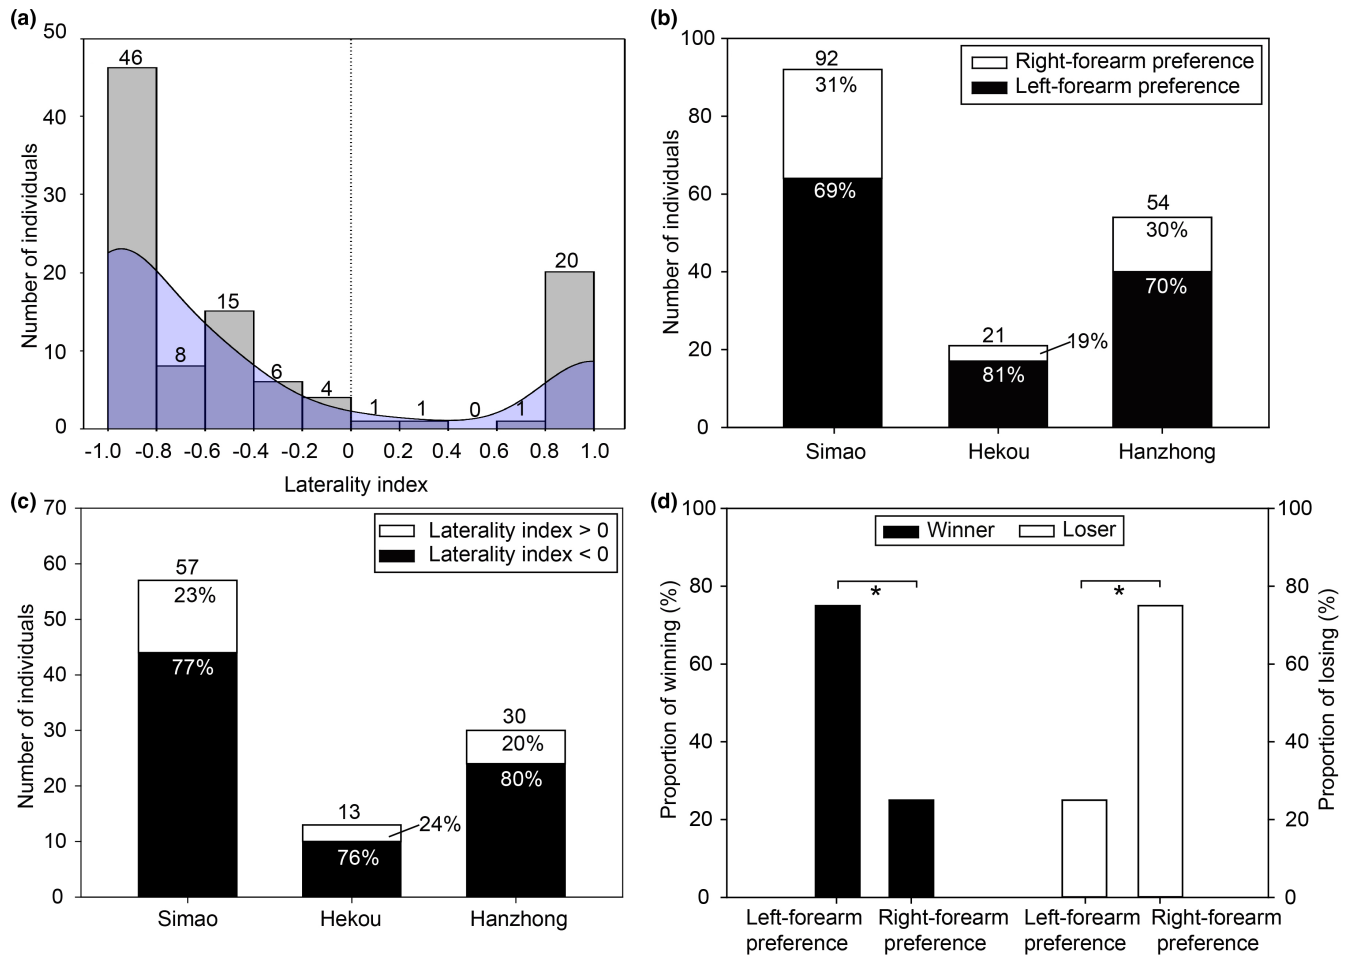 (a)
50
40
30
20
10
0
Number of individuals
46
8
15
6
4
1
1
0
1
20
-1.0 -0.8 -0.6 -0.4 -0.2 0 0.2 0.4 0.6 0.8 1.0
Laterality index
(b)
100
80
60
40
20
0
Number of individuals
Right-forearm preference
Left-forearm preference
92
31%
69%
21
19%
81%
54
30%
70%
Simao Hekou Hanzhong
(c)
70
60
50
40
30
20
10
0
Number of individuals
Laterality index > 0
Laterality index < 0
57
23%
77%
13
24%
76%
30
20%
80%
Simao Hekou Hanzhong
(d)
100
80
60
40
20
0
Proportion of winning (%)
Winner Loser
*
*
100
80
60
40
20
0
Proportion of losing (%)
Left-forearm
preference
Right-forearm
preference
Left-forearm
preference
Right-forearm
preference